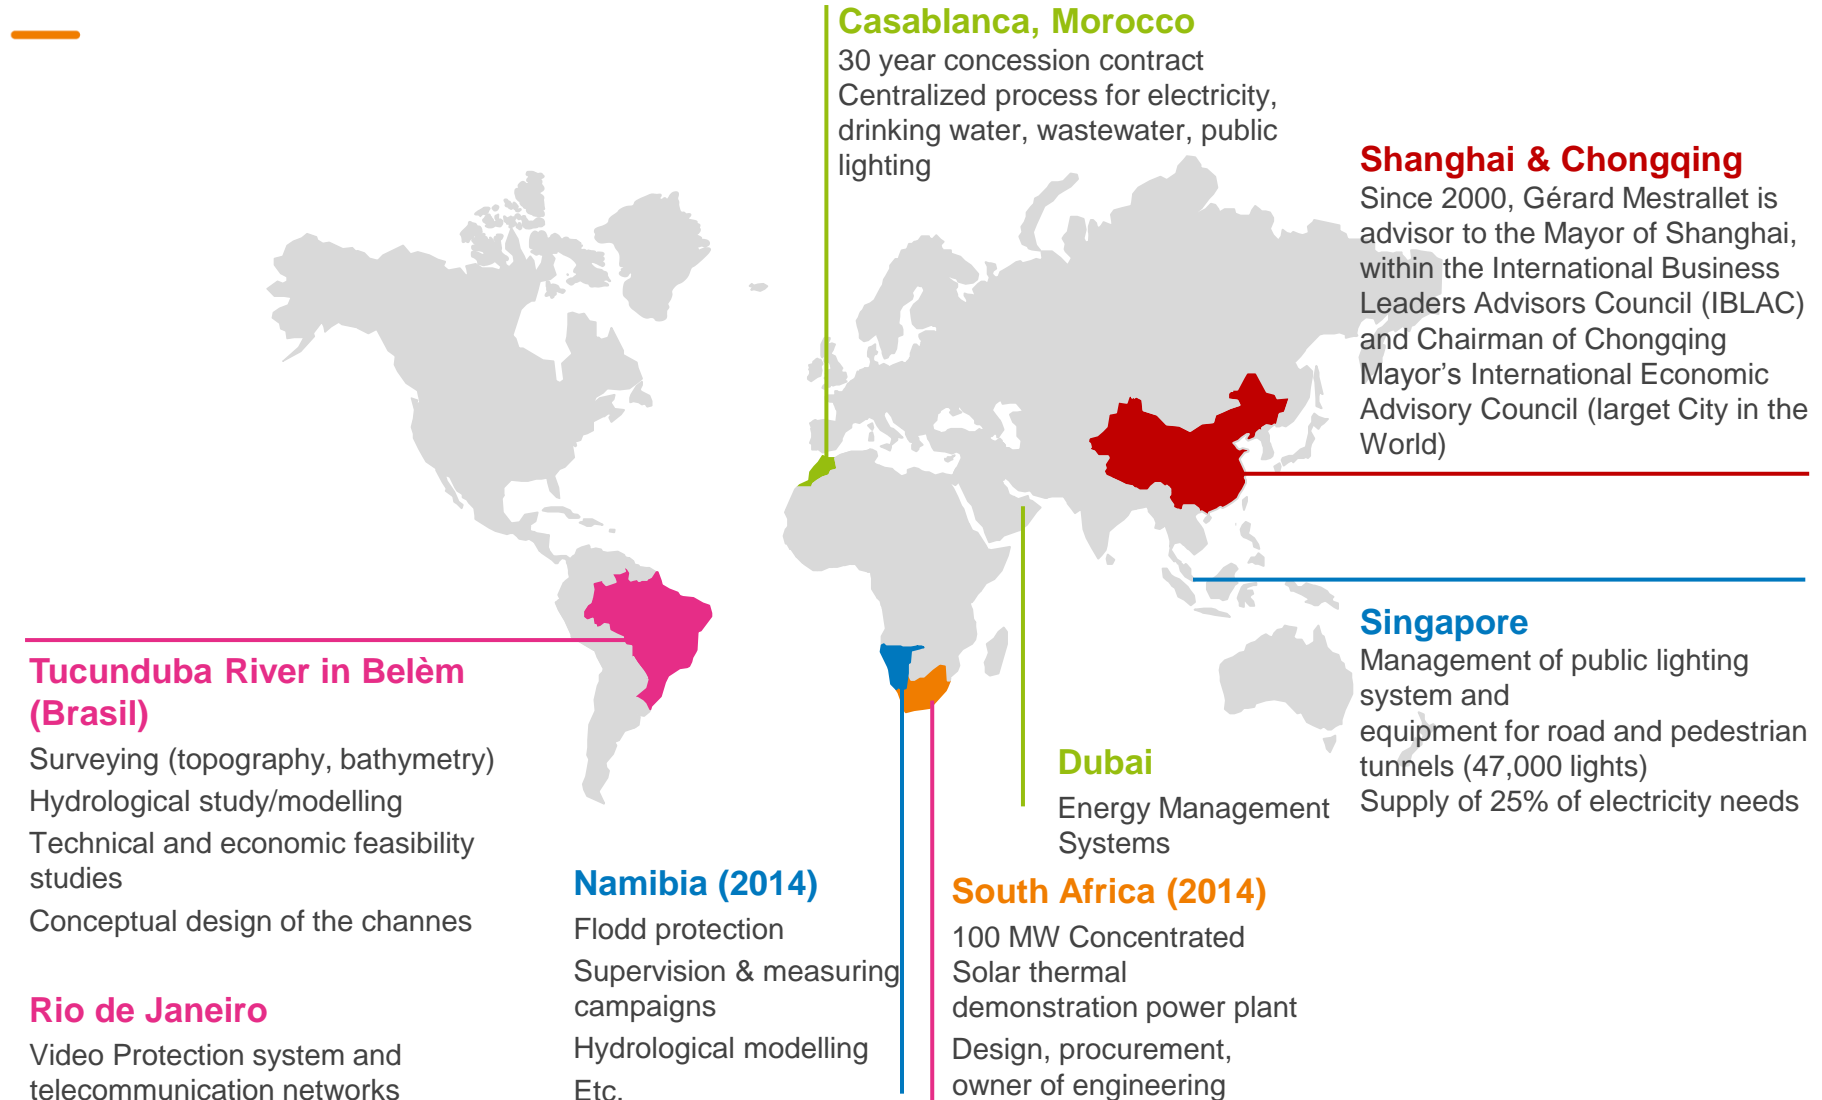 Casablanca, Morocco
30 year concession contract
Centralized process for electricity,
drinking water, wastewater, public
lighting
Shanghai & Chongqing
Since 2000, Gérard Mestrallet is
advisor to the Mayor of Shanghai,
within the International Business
Leaders Advisors Council (IBLAC)
and Chairman of Chongqing
Mayor’s International Economic
Advisory Council (larget City in the
World)
Singapore
Management of public lighting
system and
equipment for road and pedestrian
tunnels (47,000 lights)
Supply of 25% of electricity needs
Tucunduba River in Belèm
(Brasil)
Surveying (topography, bathymetry)
Hydrological study/modelling
Technical and economic feasibility
studies
Conceptual design of the channes
Rio de Janeiro
Video Protection system and
telecommunication networks
Namibia (2014)
Flodd protection
Supervision & measuring
campaigns
Hydrological modelling
Etc.
Dubai
Energy Management
Systems
South Africa (2014)
100 MW Concentrated
Solar thermal
demonstration power plant
Design, procurement,
owner of engineering